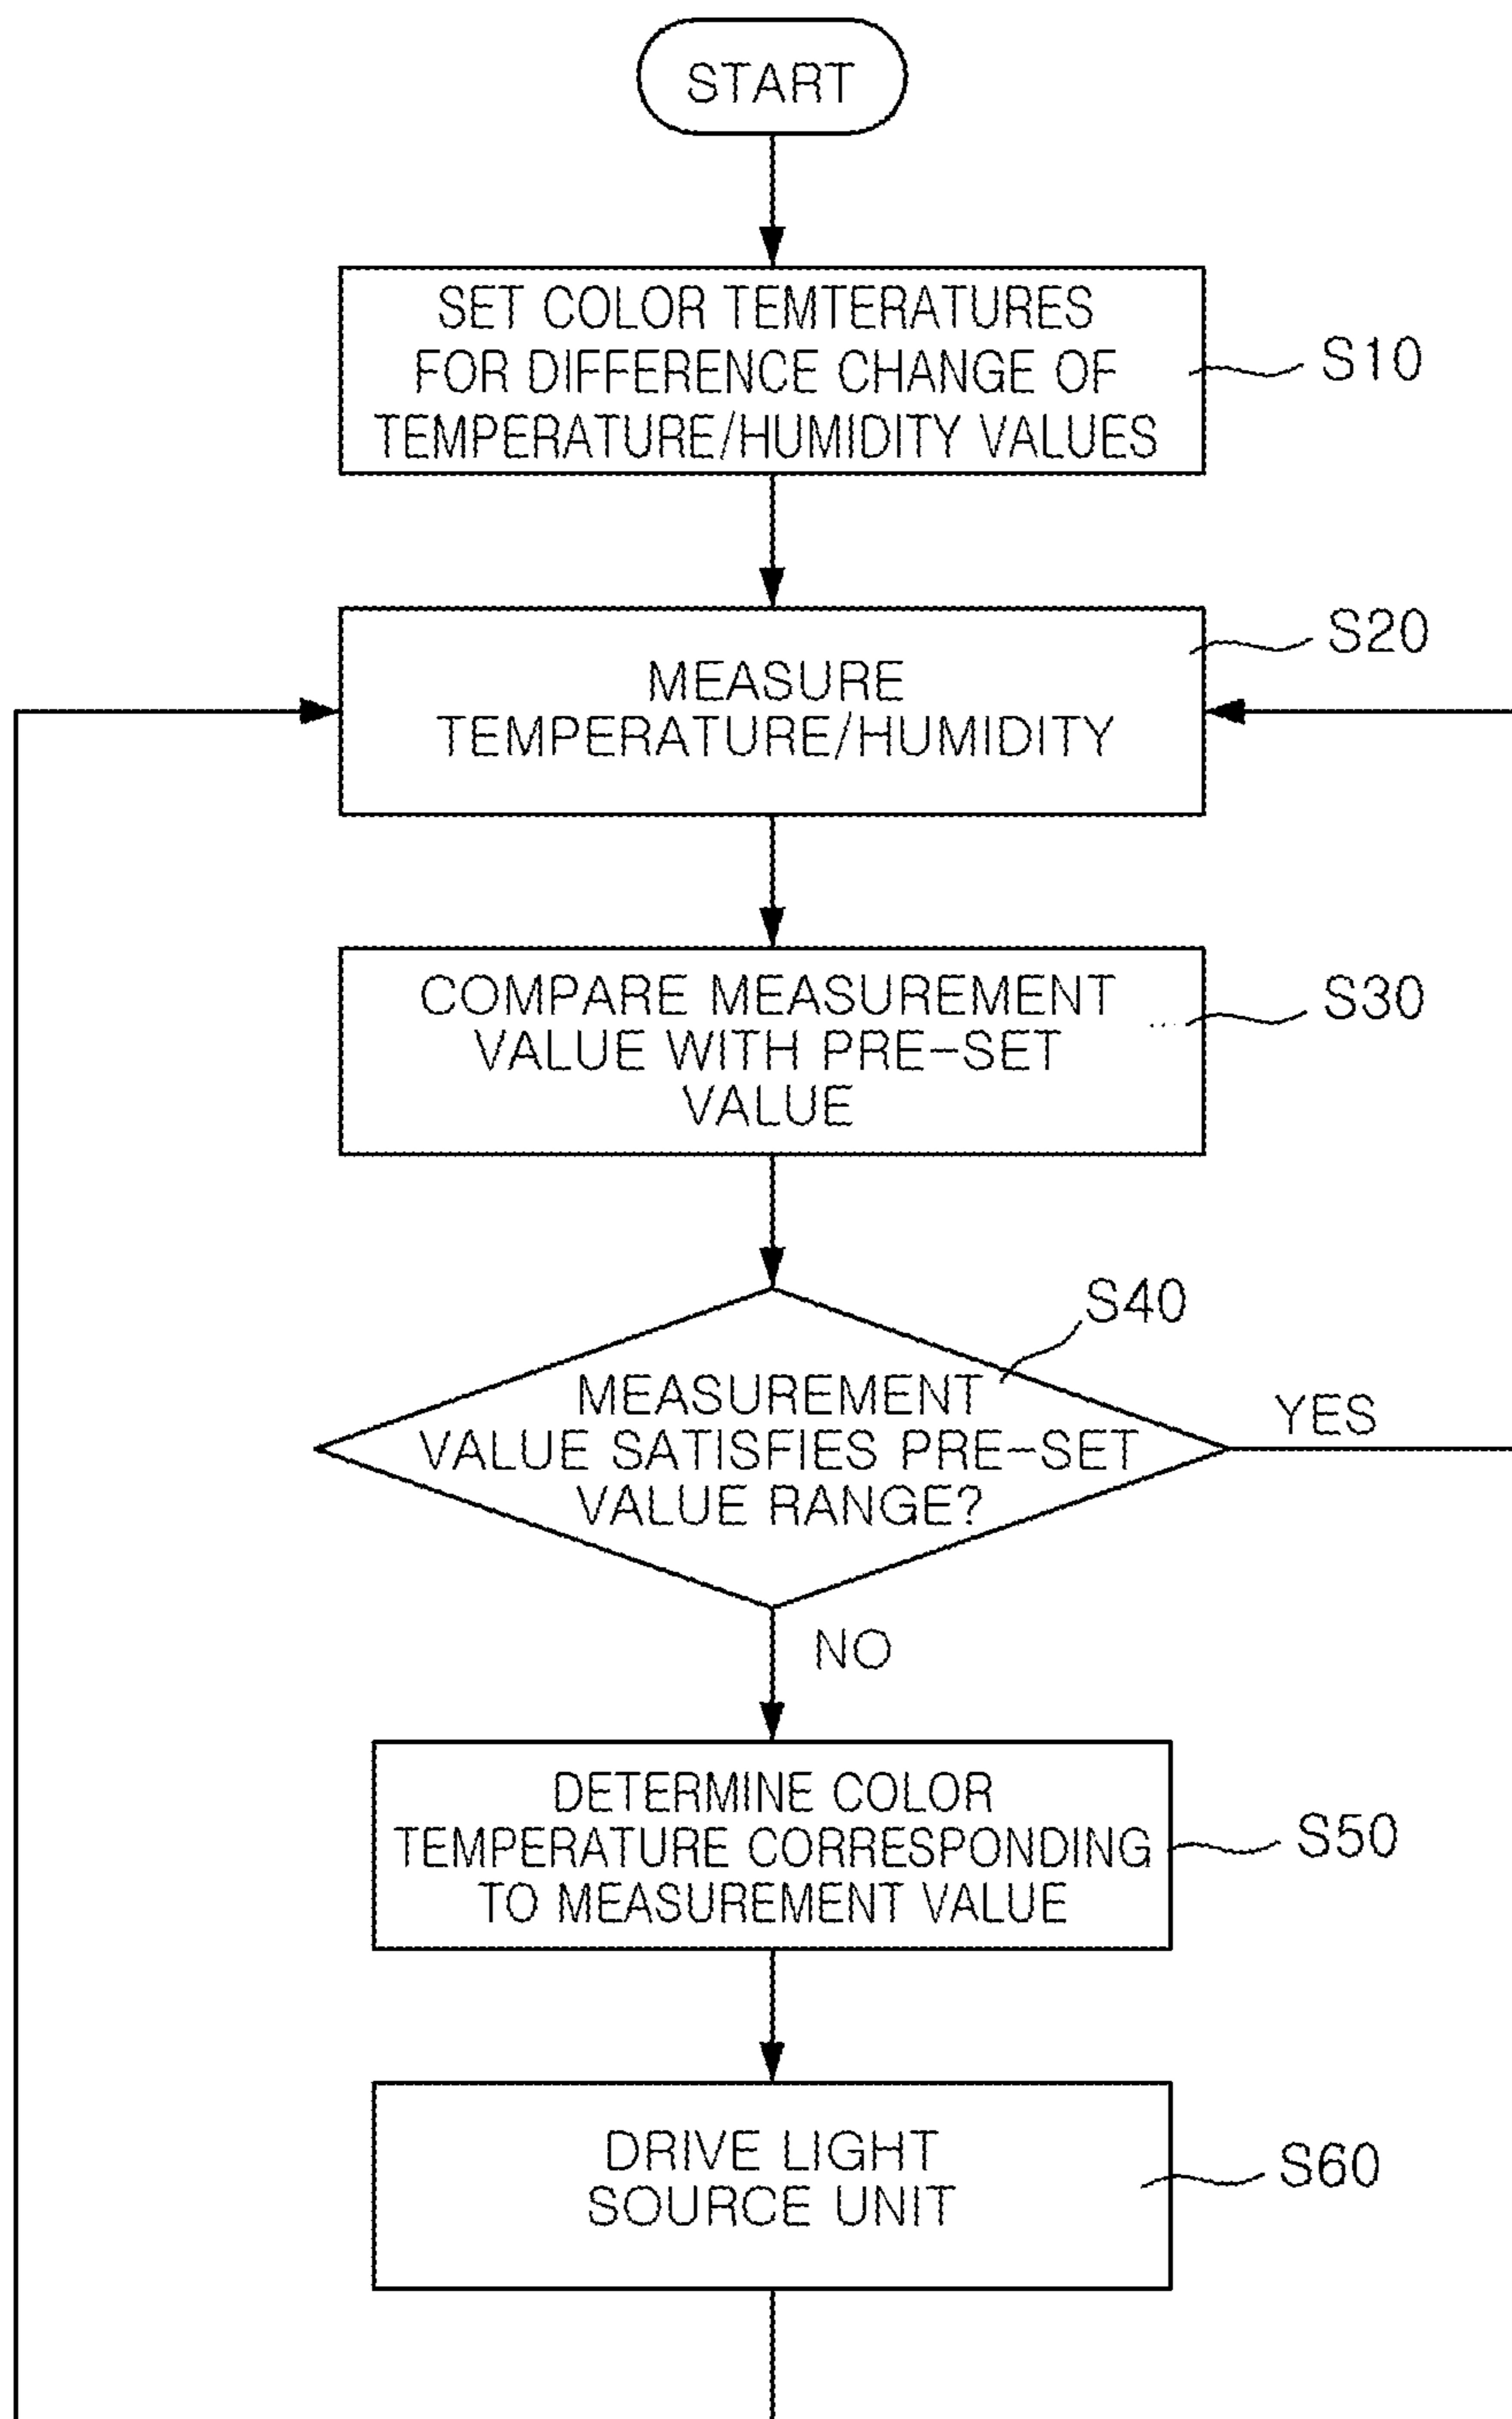 START
SET COLOR TEMTERATURES
FOR DIFFERENCE CHANGE OF
TEMPERATURE/HUMIDITY VALUES
S10
MEASURE
TEMPERATURE/HUMIDITY
S20
COMPARE MEASUREMENT
VALUE WITH PRE-SET
VALUE
S30
MEASUREMENT
VALUE SATISFIES PRE-SET
VALUE RANGE?
S40
YES
NO
DETERMINE COLOR
TEMPERATURE CORRESPONDING
TO MEASUREMENT VALUE
S50
DRIVE LIGHT
SOURCE UNIT
S60